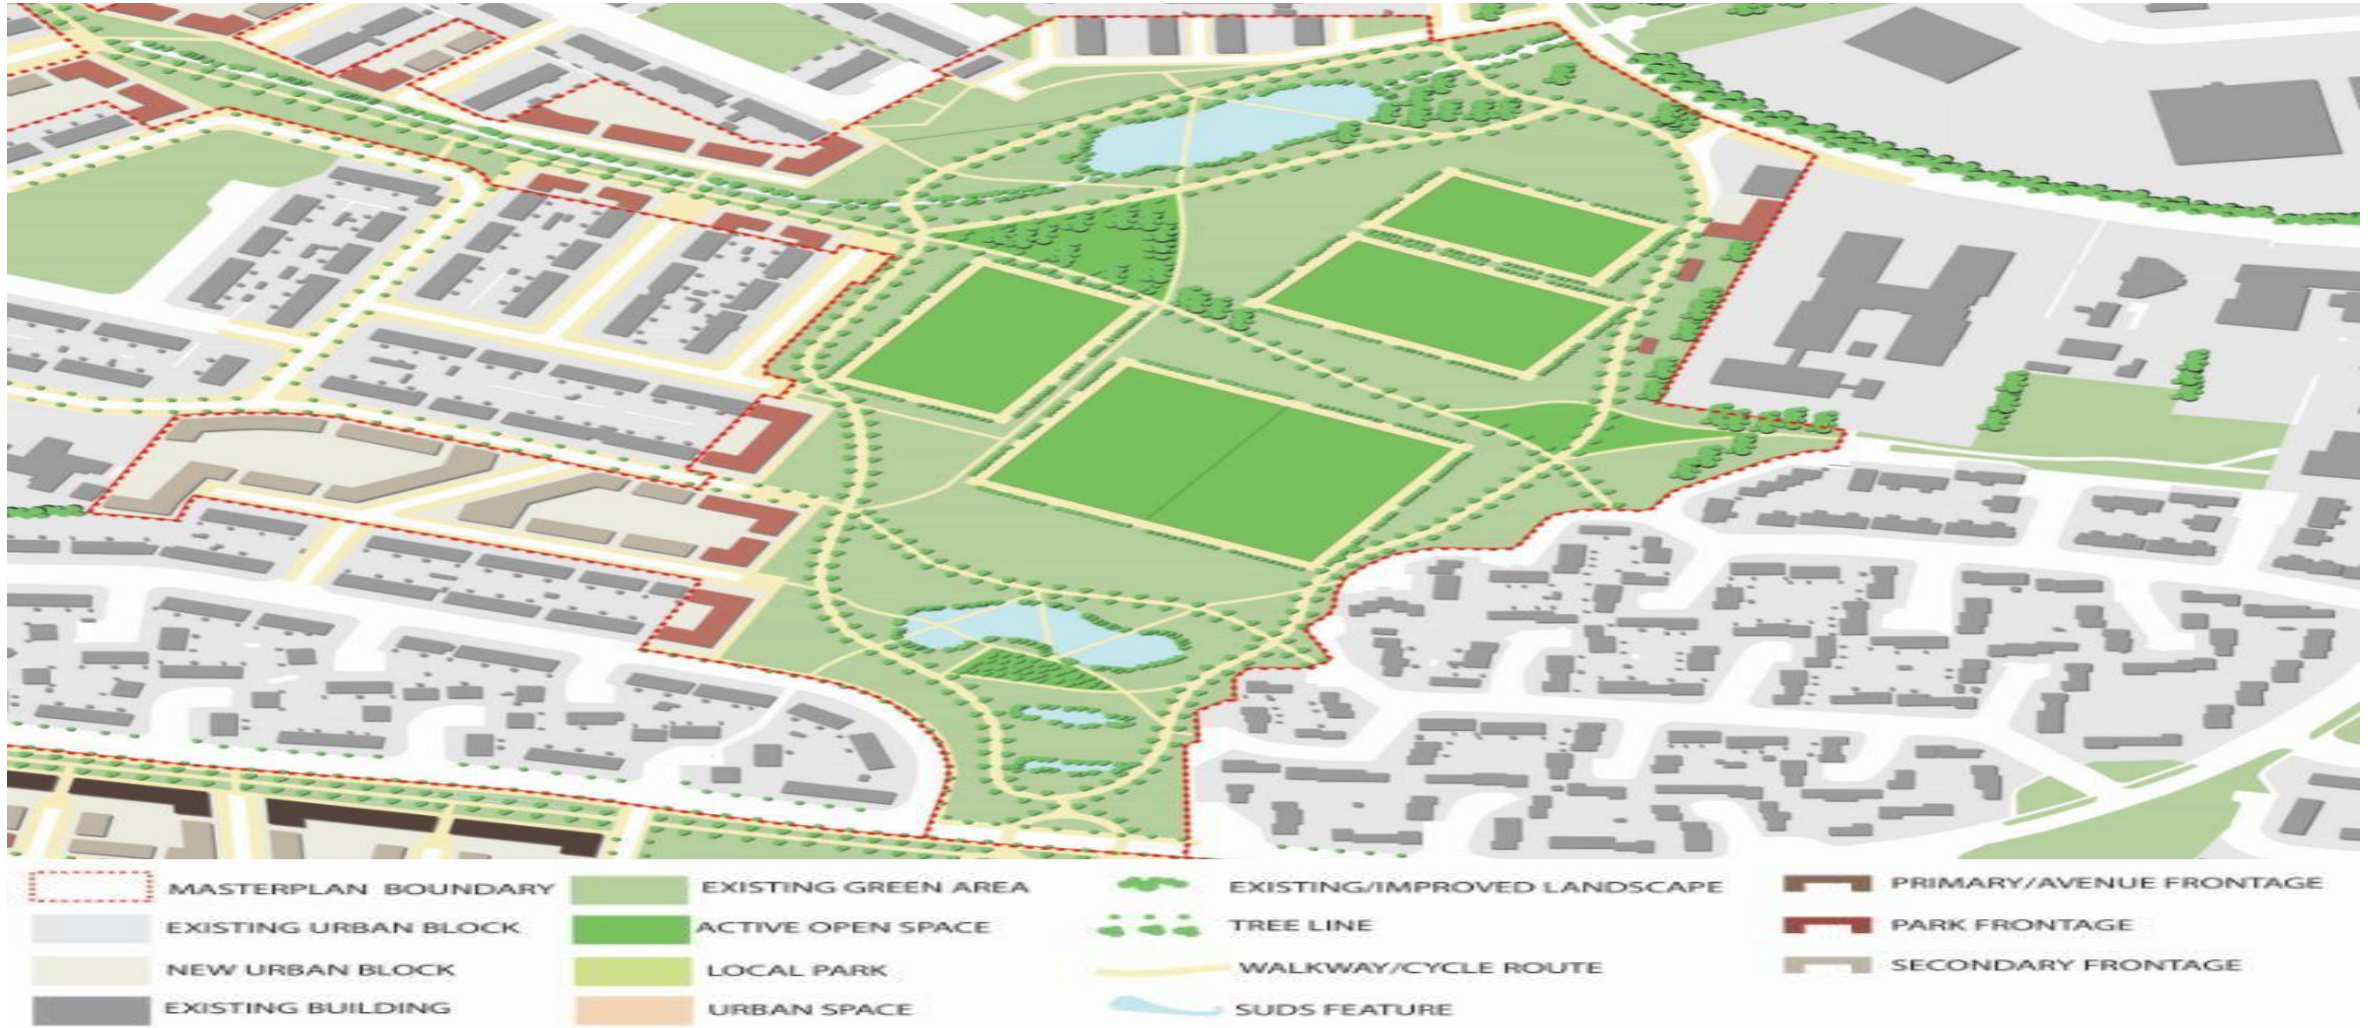 MASTERPLAN BOUNDARY
EXISTING URBAN BLOCK
NEW URBAN BLOCK
EXISTING BUILDING
EXISTING GREEN AREA
ACTIVE OPEN SPACE
LOCAL PARK
URBAN SPACE
EXISTING/IMPROVED LANDSCAPE
TREE LINE
WALKWAY/CYCLE ROUTE
SUDS FEATURE
PRIMARY/AVENUE FRONTAGE
PARK FRONTAGE
SECONDARY FRONTAGE